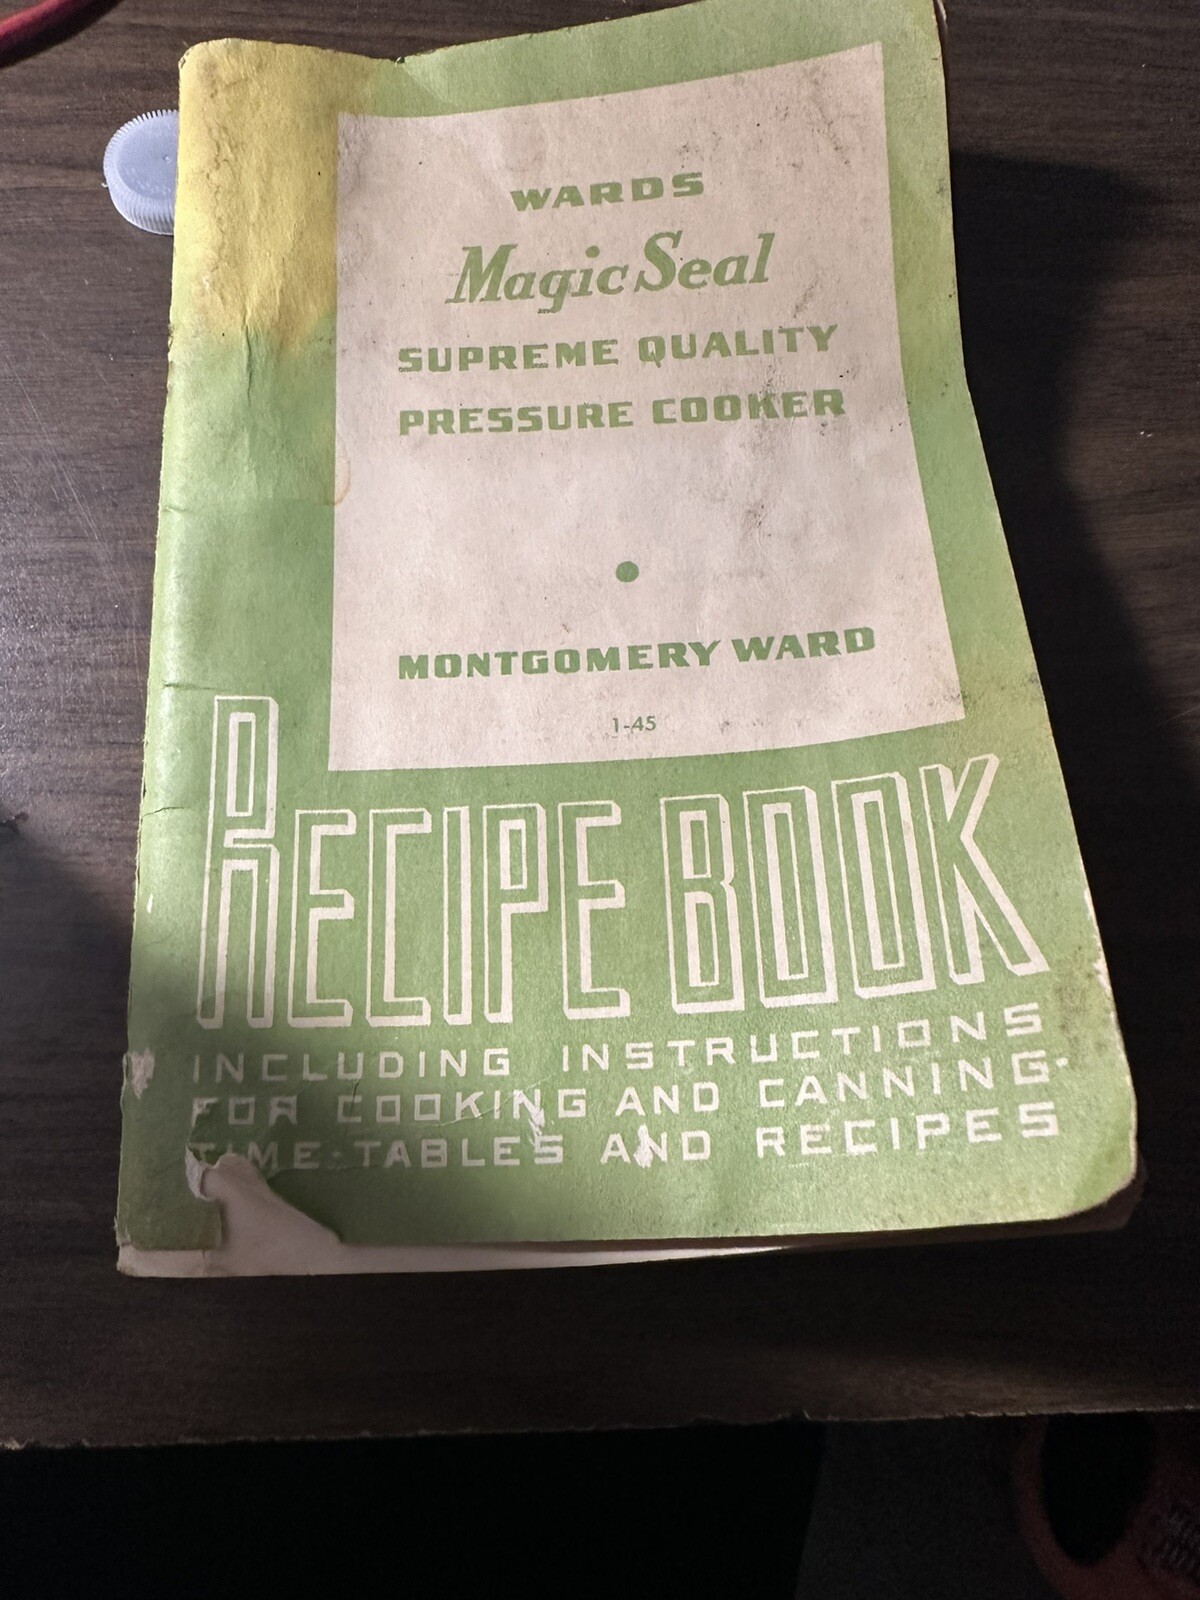 WARDS
Magic Seal
SUPREME QUALITY
PRESSURE COOKER
MONTGOMERY WARD
1-45
RECIPE BOOK
INCLUDING INSTRUCTIONS
FOR COOKING AND CANNING-
TIME-TABLES AND RECIPES